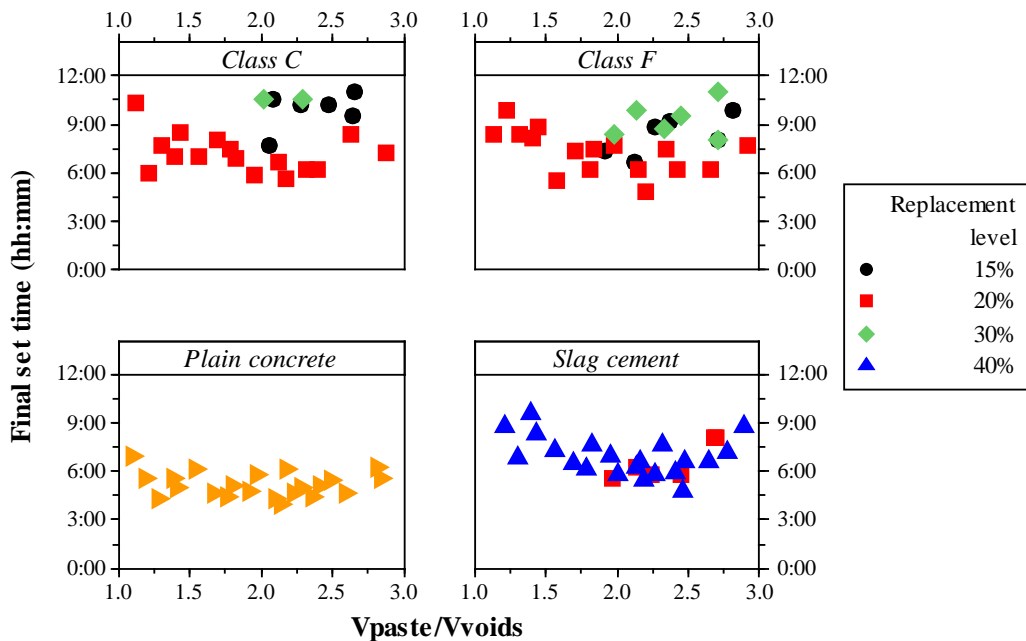 1.0 2.0 3.0 1.0 1.5 2.0 2.5 3.0
Class C Class F
12:00 12:00
9:00 9:00
6:00 6:00
3:00 3:00
0:00 0:00
Replacement
level
15%
20%
30%
40%
Final set time (hh:mm)
Plain concrete Slag cement
12:00 12:00
9:00 9:00
6:00 6:00
3:00 3:00
0:00 0:00
1.0 1.5 2.0 2.5 3.0 1.0 1.5 2.0 2.5 3.0
Vpaste/Vvoids